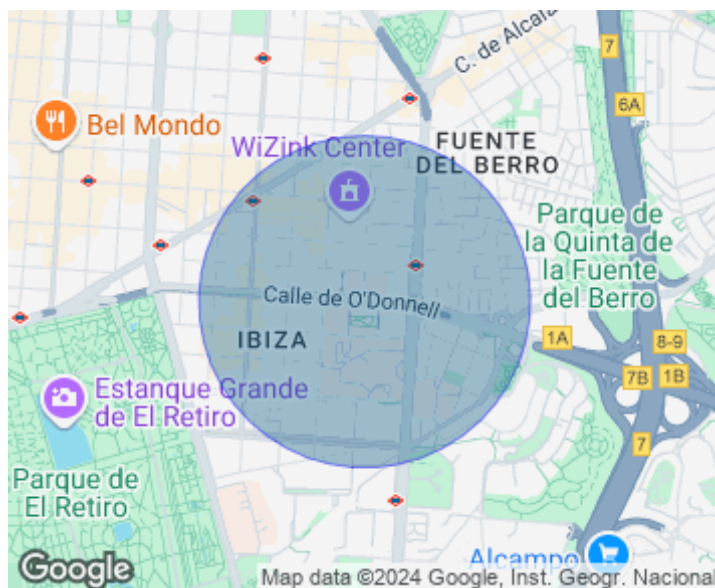 C. de Alcalá
7
6A
Bel Mondo
WiZink Center
FUENTE
DEL BERRO
Parque de
la Quinta de
la Fuente
del Berro
Calle de O'Donnell
IBIZA
1A
8-9
7B
1B
Estanque Grande
de El Retiro
7
Parque de
El Retiro
Alcampo
Google
Map data ©2024 Google, Inst. Geogr. Nacional